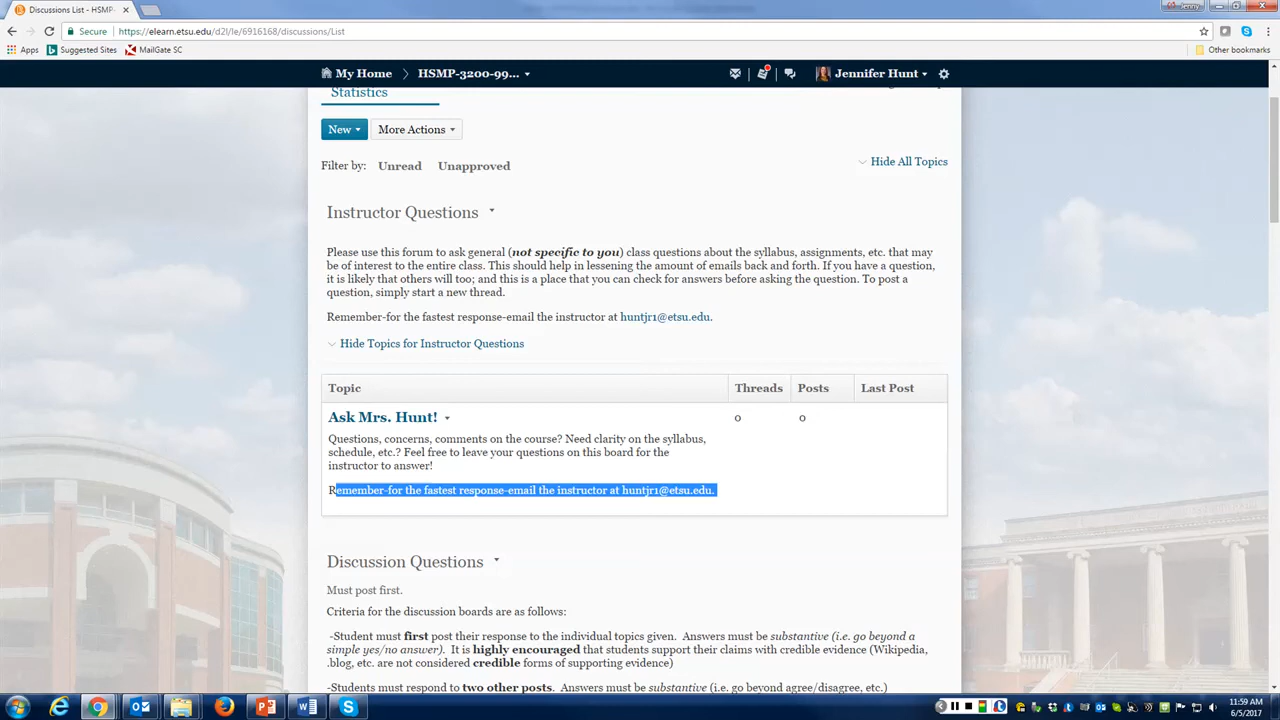 Discussions List - HSMP-
Jenny
Secure https://elearn.etsu.edu/d2l/le/6916168/discussions/List
Apps Suggested Sites MailGate SC Other bookmarks
My Home HSMP-3200-99... Jennifer Hunt
Statistics
New More Actions
Filter by: Unread Unapproved Hide All Topics
Instructor Questions
Please use this forum to ask general (not specific to you) class questions about the syllabus, assignments, etc. that may
be of interest to the entire class. This should help in lessening the amount of emails back and forth. If you have a question,
it is likely that others will too; and this is a place that you can check for answers before asking the question. To post a
question, simply start a new thread.
Remember-for the fastest response-email the instructor at huntjr1@etsu.edu.
Hide Topics for Instructor Questions
Topic Threads Posts Last Post
Ask Mrs. Hunt! 0 0
Questions, concerns, comments on the course? Need clarity on the syllabus,
schedule, etc.? Feel free to leave your questions on this board for the
instructor to answer!
Remember-for the fastest response-email the instructor at huntjr1@etsu.edu.
Discussion Questions
Must post first.
Criteria for the discussion boards are as follows:
-Student must first post their response to the individual topics given. Answers must be substantive (i.e. go beyond a
simple yes/no answer). It is highly encouraged that students support their claims with credible evidence (Wikipedia,
.blog, etc. are not considered credible forms of supporting evidence)
-Students must respond to two other posts. Answers must be substantive (i.e. go beyond agree/disagree, etc.)
11:59 AM
6/5/2017